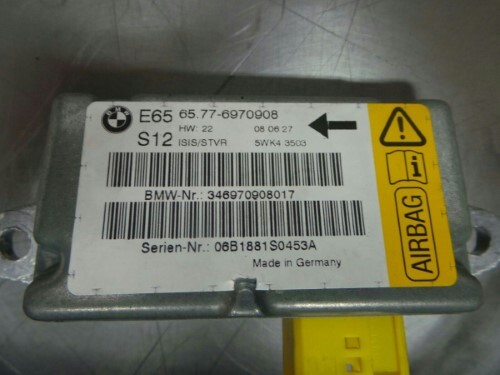 BMW
E65 65.77-6970908
S12 HW: 22 08 06 27
ISIS/STVR 5WK4 3503
BMW-Nr.: 346970908017
Serien-Nr.: 06B1881S0453A
Made in Germany
AIRBAG